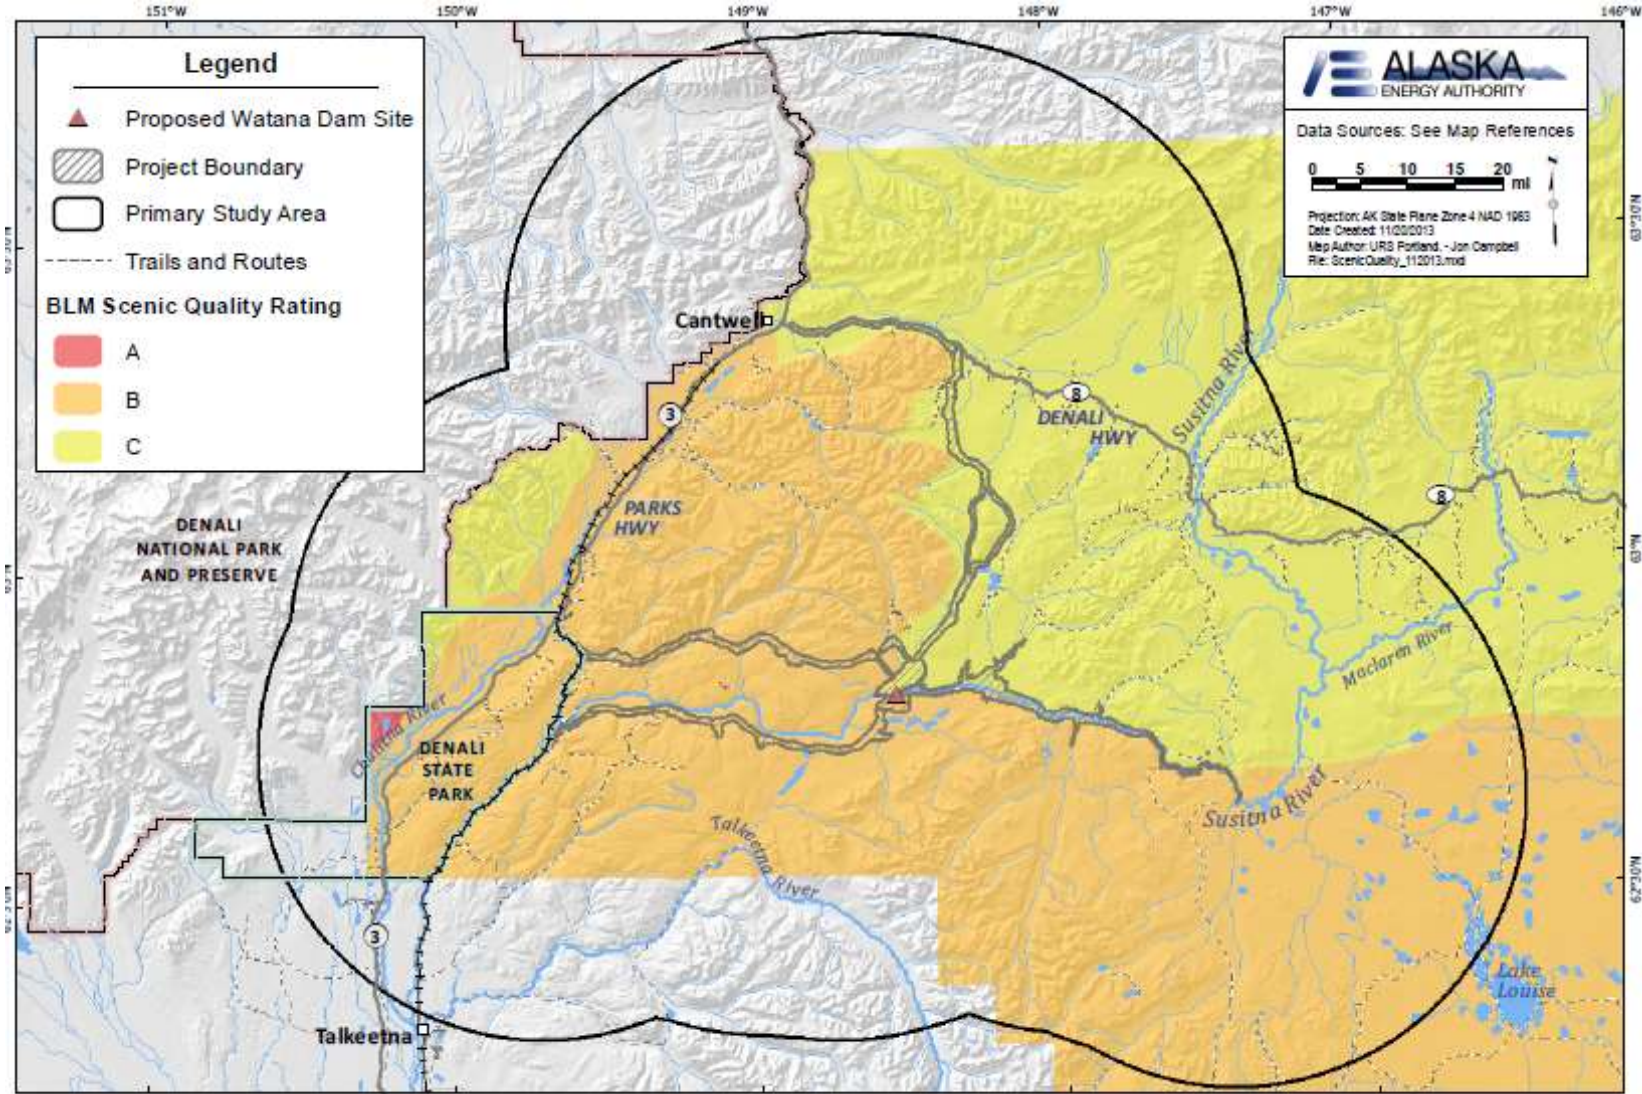 151°W 150°W 149°W 148°W 147°W 146°W
Legend
Proposed Watana Dam Site
Project Boundary
Primary Study Area
Trails and Routes
BLM Scenic Quality Rating
A
B
C
ALASKA
ENERGY AUTHORITY
Data Sources: See Map References
0 5 10 15 20
mi
Projection: AK State Plane Zone 4 NAD 1983
Date Created: 11/20/2013
Map Author: URS Portland, - Jon Campbell
File: ScenicQuality_112013.mxd
63°30'N
Cantwell
3
8
DENALI
HWY
Susitna River
8
PARKS
HWY
DENALI
NATIONAL PARK
AND PRESERVE
63°N
63°N
Maclaren River
Chulitna River
DENALI
STATE
PARK
Susitna River
Talkeetna River
62°30'N
3
Lake
Louise
Talkeetna